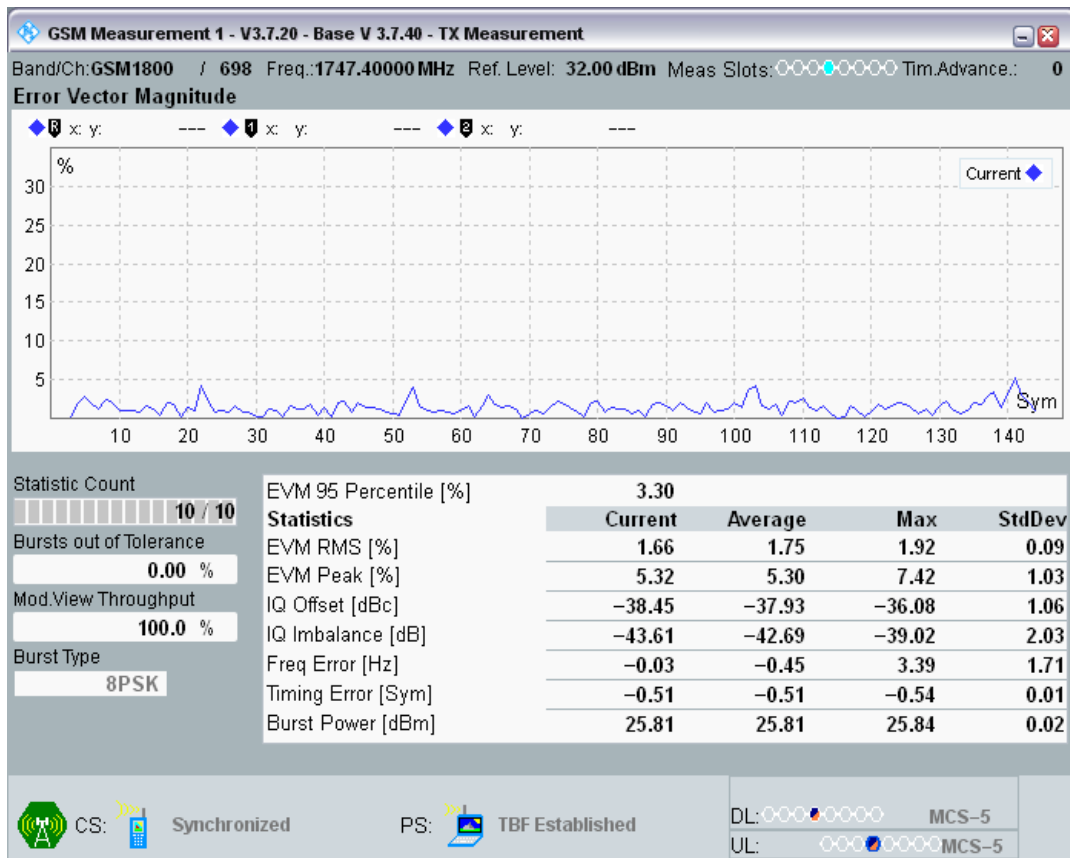 GSM Measurement 1 - V3.7.20 - Base V 3.7.40 - TX Measurement
Band/Ch:GSM1800 / 698 Freq.:1747.40000 MHz Ref. Level: 32.00 dBm Meas Slots: Tim.Advance.: 0
Error Vector Magnitude
R x: y: --- 1 x: y: --- 2 x: y: ---
%
Current
30
25
20
15
10
5
Sym
10 20 30 40 50 60 70 80 90 100 110 120 130 140
Statistic Count
10 / 10
Bursts out of Tolerance
0.00 %
Mod.View Throughput
100.0 %
Burst Type
8PSK
EVM 95 Percentile [%] 3.30
Statistics Current Average Max StdDev
EVM RMS [%] 1.66 1.75 1.92 0.09
EVM Peak [%] 5.32 5.30 7.42 1.03
IQ Offset [dBc] −38.45 −37.93 −36.08 1.06
IQ Imbalance [dB] −43.61 −42.69 −39.02 2.03
Freq Error [Hz] −0.03 −0.45 3.39 1.71
Timing Error [Sym] −0.51 −0.51 −0.54 0.01
Burst Power [dBm] 25.81 25.81 25.84 0.02
CS: Synchronized PS: TBF Established
DL: MCS−5
UL: MCS−5